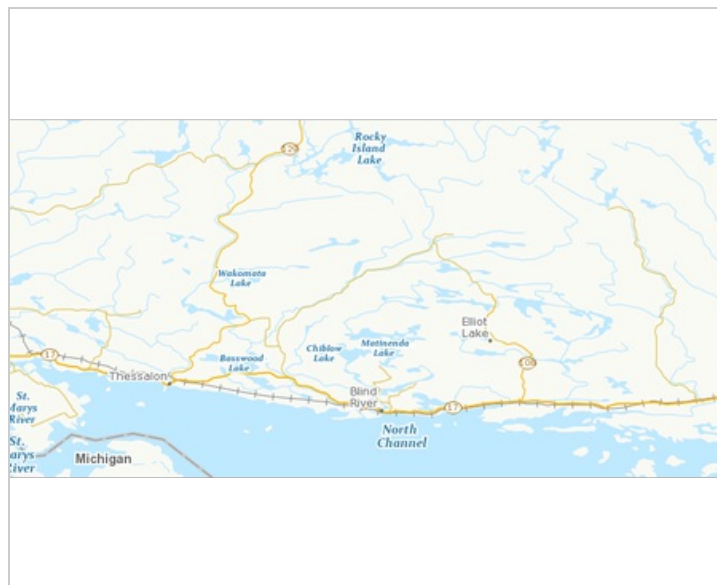 129
Rocky
Island
Lake
Wakomata
Lake
Elliot
Lake
Chiblow
Lake
Matinenda
Lake
17
Basswood
Lake
108
Thessalon
Blind
River
17
St.
Marys
River
North
Channel
St.
arys
River
Michigan